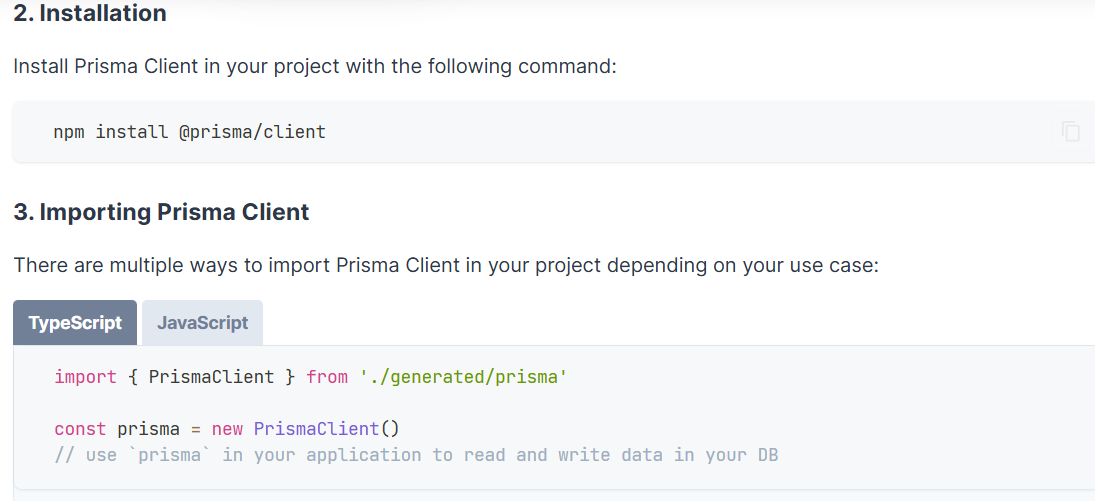 2. Installation
Install Prisma Client in your project with the following command:
npm install @prisma/client
3. Importing Prisma Client
There are multiple ways to import Prisma Client in your project depending on your use case:
TypeScript JavaScript
import { PrismaClient } from './generated/prisma'
const prisma = new PrismaClient()
// use `prisma` in your application to read and write data in your DB